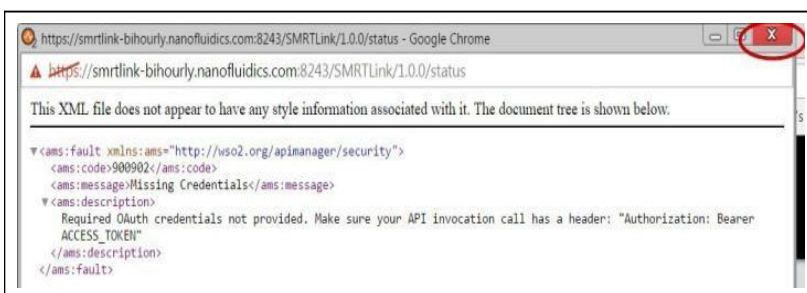 https://smrtlink-bihourly.nanofluidics.com:8243/SMRTLink/1.0.0/status - Google Chrome
https://smrtlink-bihourly.nanofluidics.com:8243/SMRTLink/1.0.0/status
This XML file does not appear to have any style information associated with it. The document tree is shown below.
▼<ams:fault xmlns:ams="http://wso2.org/apimanager/security">
<ams:code>900902</ams:code>
<ams:message>Missing Credentials</ams:message>
▼<ams:description>
Required OAuth credentials not provided. Make sure your API invocation call has a header: "Authorization: Bearer
ACCESS_TOKEN"
</ams:description>
</ams:fault>